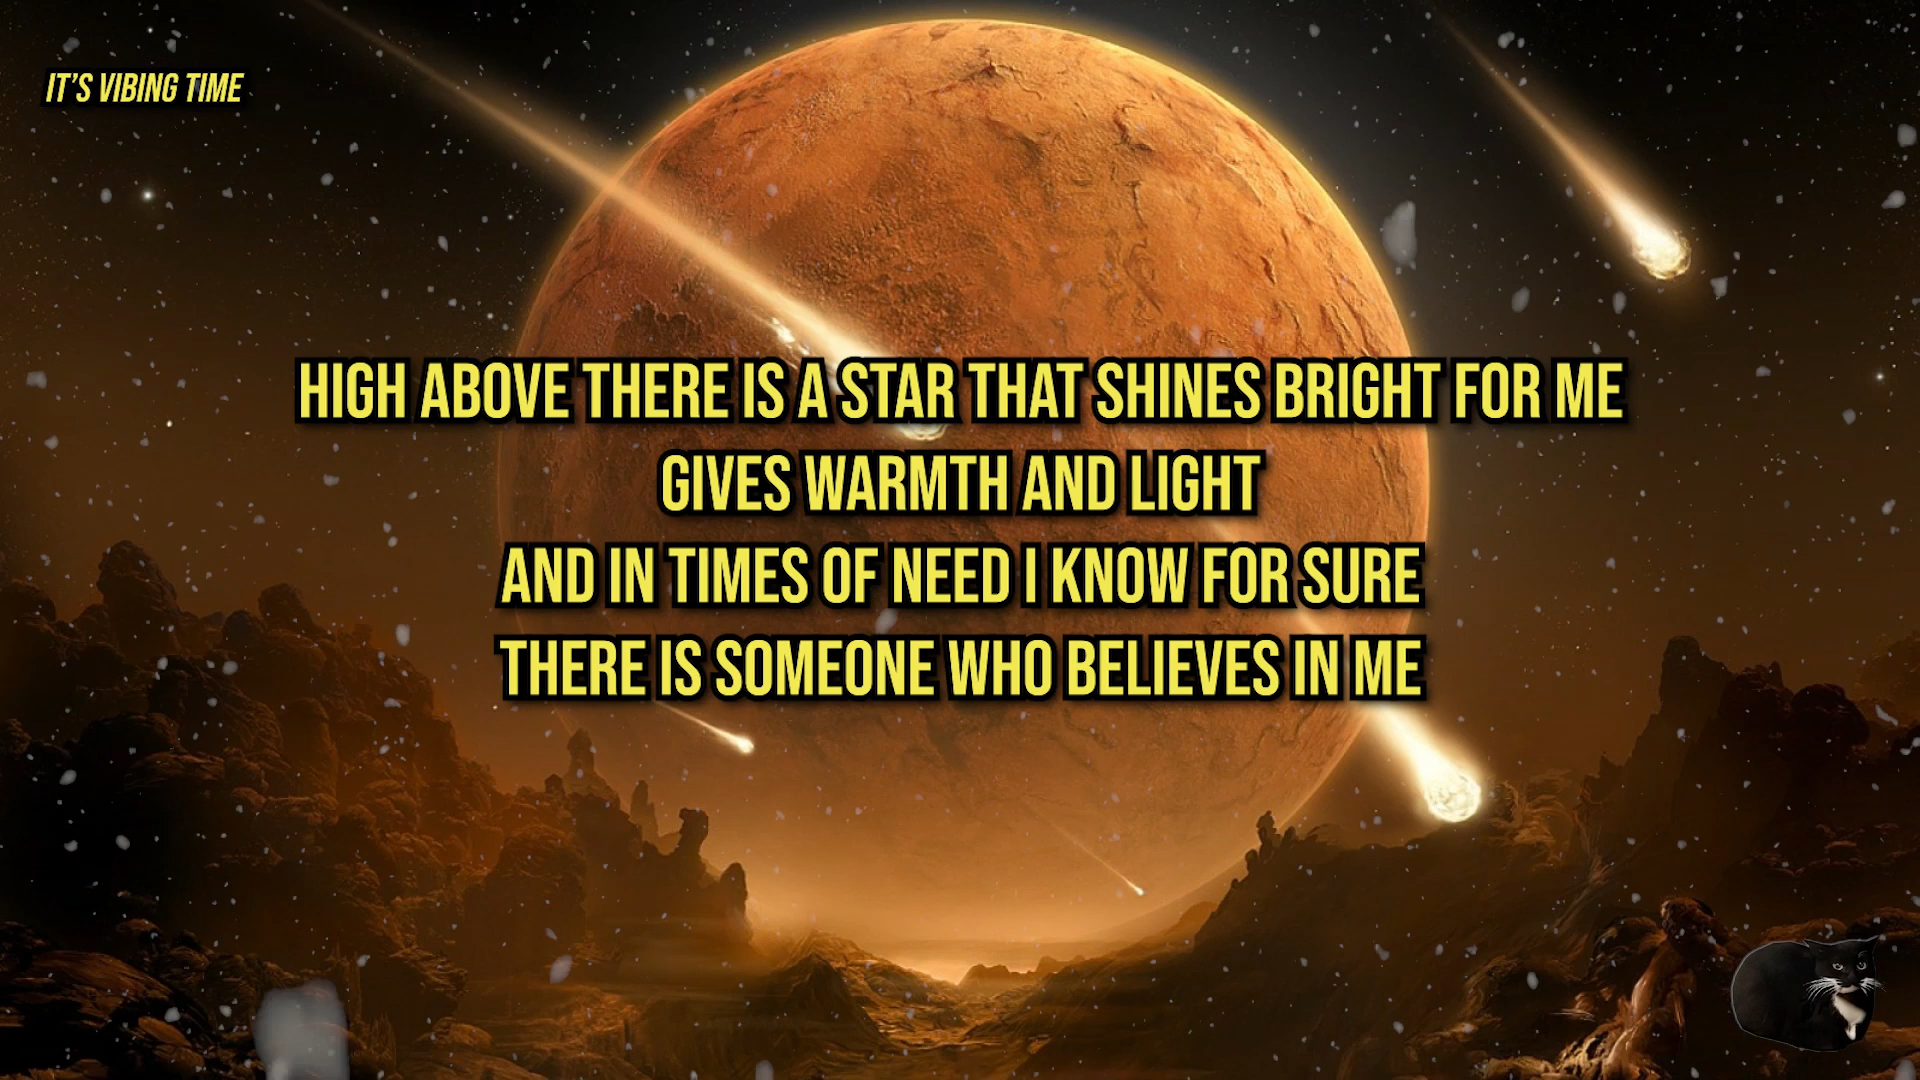 IT'S VIBING TIME
HIGH ABOVE THERE IS A STAR THAT SHINES BRIGHT FOR ME
GIVES WARMTH AND LIGHT
AND IN TIMES OF NEED I KNOW FOR SURE
THERE IS SOMEONE WHO BELIEVES IN ME